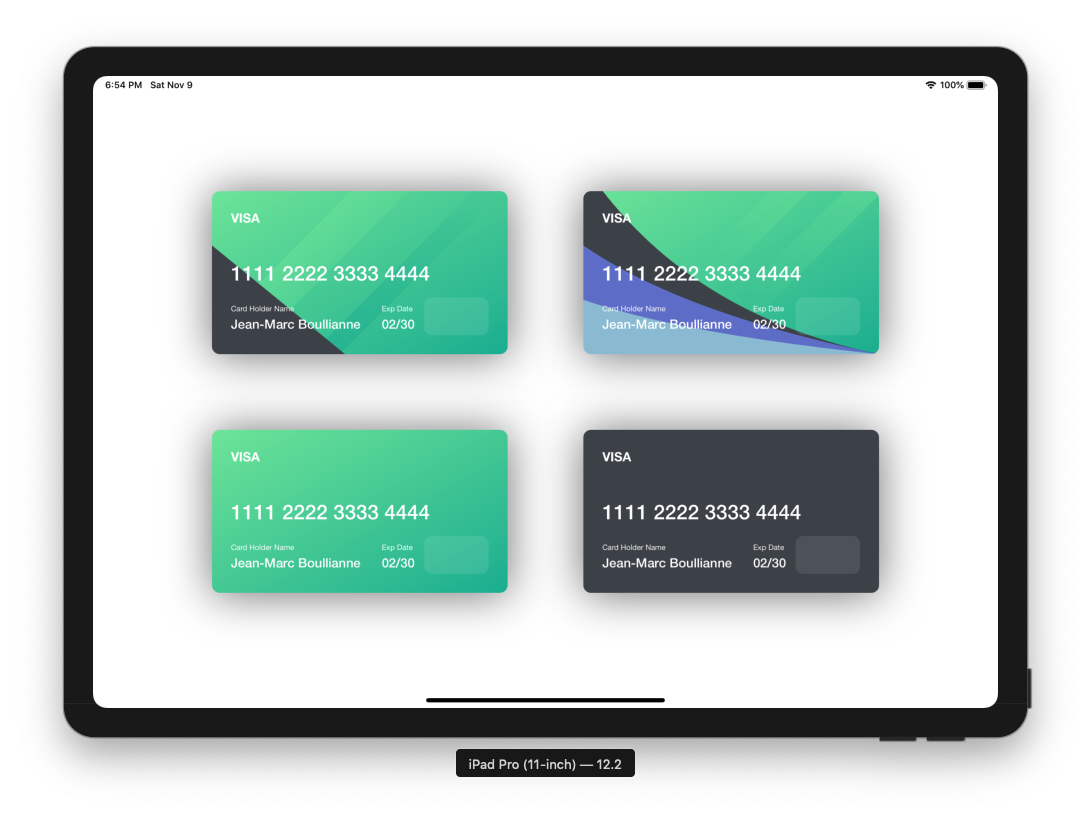 6:54 PM Sat Nov 9 100%
VISA
1111 2222 3333 4444
Card Holder Name Exp Date
Jean-Marc Boullianne 02/30
VISA
1111 2222 3333 4444
Card Holder Name Exp Date
Jean-Marc Boullianne 02/30
VISA
1111 2222 3333 4444
Card Holder Name Exp Date
Jean-Marc Boullianne 02/30
VISA
1111 2222 3333 4444
Card Holder Name Exp Date
Jean-Marc Boullianne 02/30
iPad Pro (11-inch) — 12.2